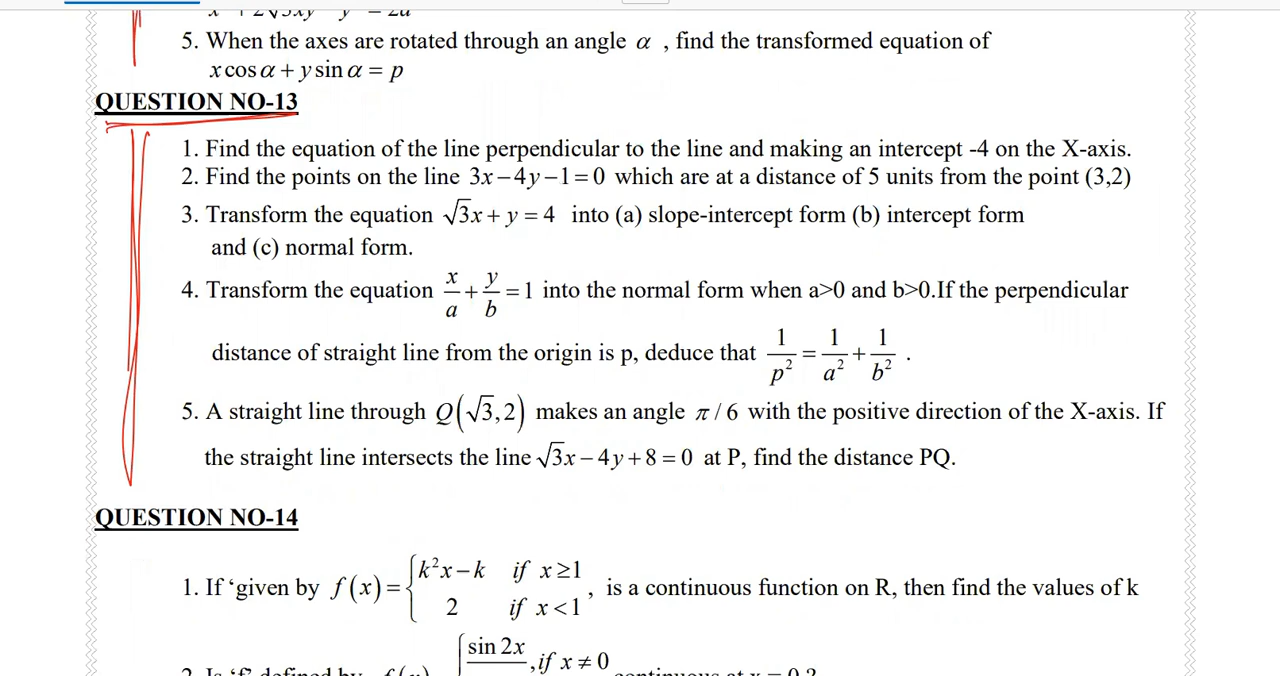 5. When the axes are rotated through an angle α , find the transformed equation of
x cos α + y sin α = p
QUESTION NO-13
1. Find the equation of the line perpendicular to the line and making an intercept -4 on the X-axis.
2. Find the points on the line 3x−4y−1=0 which are at a distance of 5 units from the point (3,2)
3. Transform the equation √3x + y = 4 into (a) slope-intercept form (b) intercept form
and (c) normal form.
4. Transform the equation x/a + y/b = 1 into the normal form when a>0 and b>0.If the perpendicular
distance of straight line from the origin is p, deduce that 1/p² = 1/a² + 1/b² .
5. A straight line through Q(√3,2) makes an angle π / 6 with the positive direction of the X-axis. If
the straight line intersects the line √3x − 4y + 8 = 0 at P, find the distance PQ.
QUESTION NO-14
1. If ‘given by f(x) = { k²x − k if x ≥ 1
2 if x < 1 , is a continuous function on R, then find the values of k
sin 2x ,if x ≠ 0